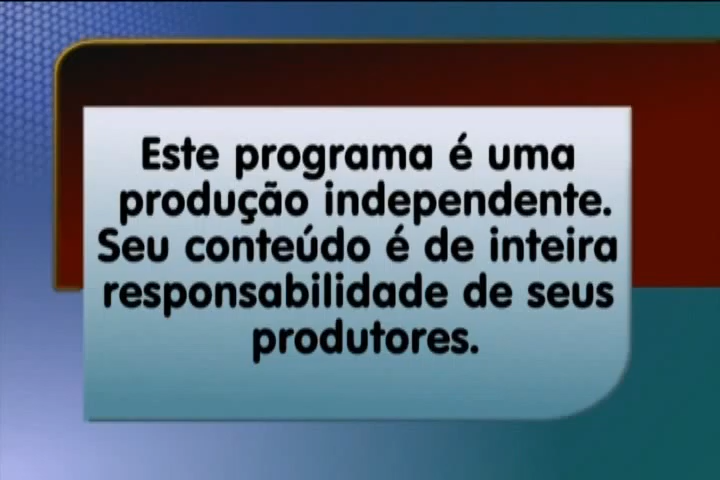 Este programa é uma
produção independente.
Seu conteúdo é de inteira
responsabilidade de seus
produtores.